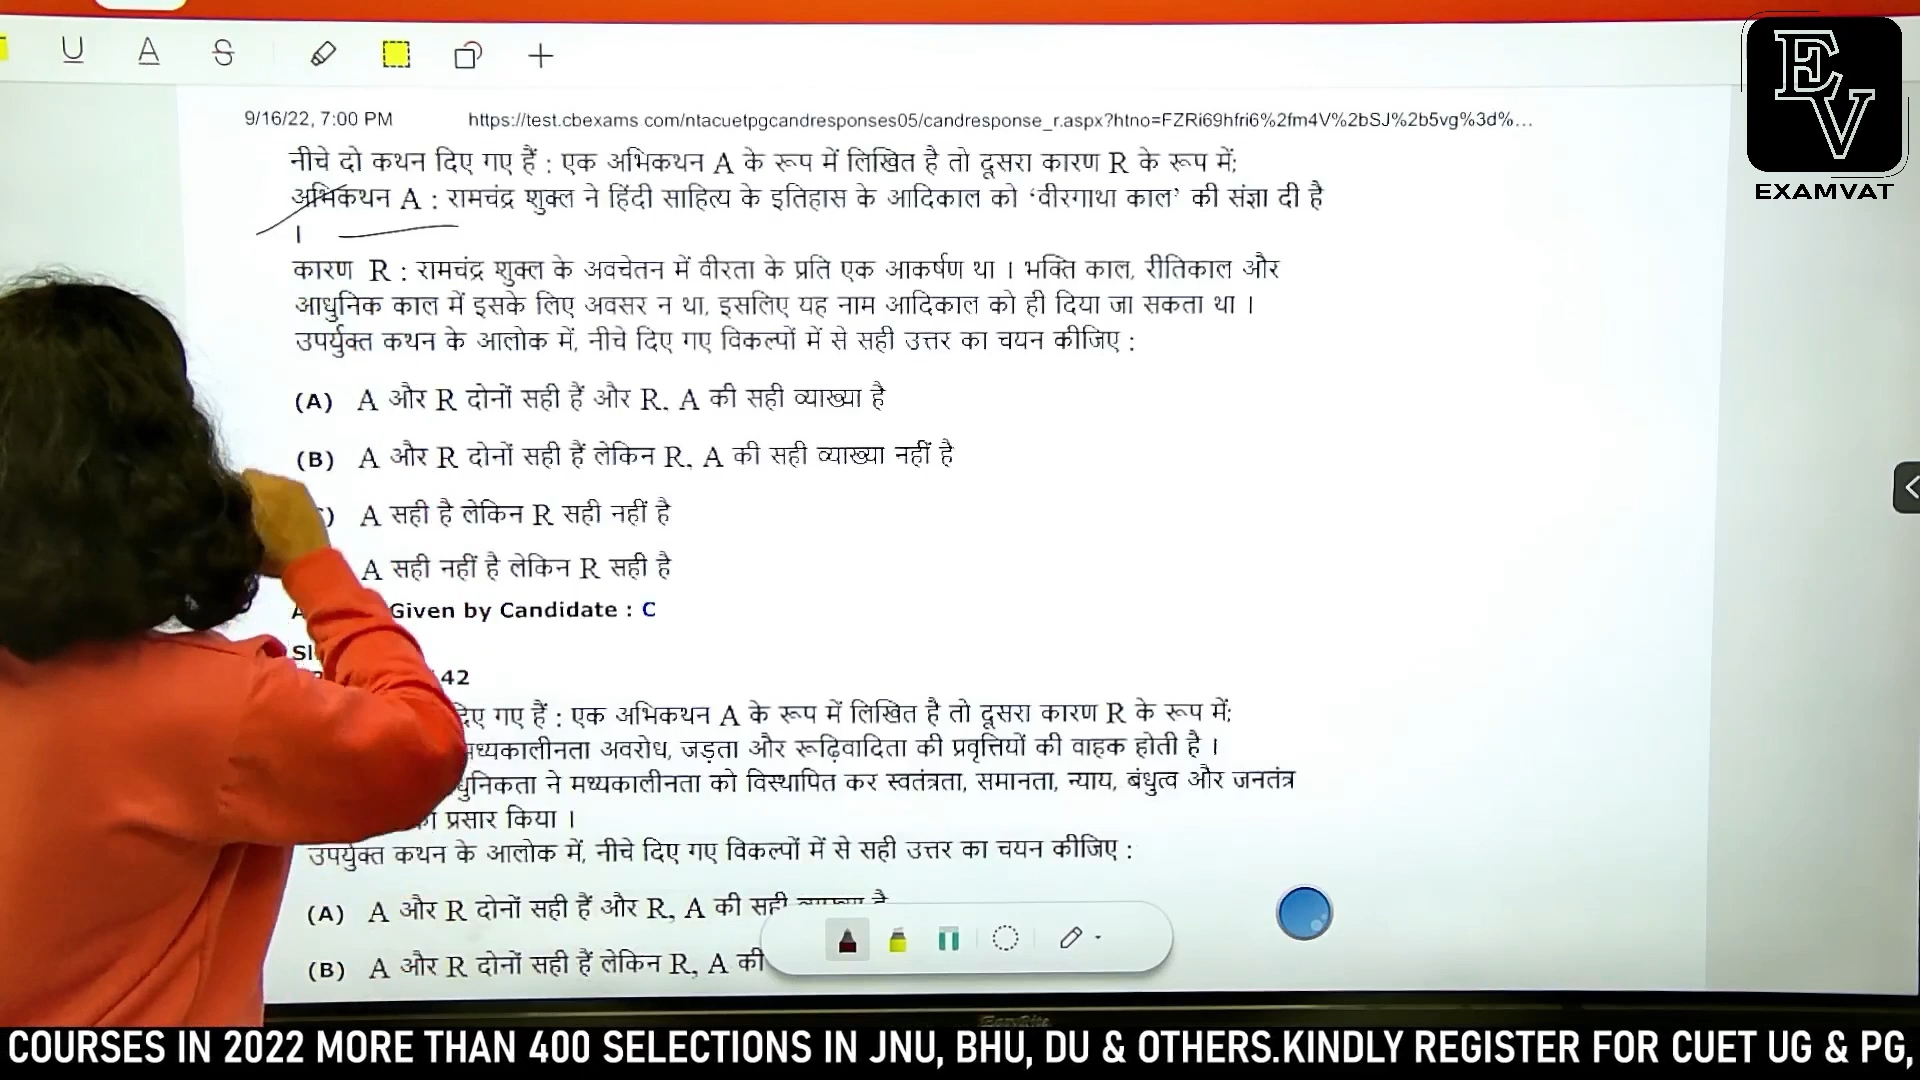 9/16/22, 7:00 PM https://test.cbexams.com/ntacuetpgcandresponses05/candresponse_r.aspx?htno=FZRi69hfri6%2fm4V%2bSJ%2b5vg%3d%...
EV
EXAMVAT
नीचे दो कथन दिए गए हैं : एक अभिकथन A के रूप में लिखित है तो दूसरा कारण R के रूप में;
अभिकथन A : रामचंद्र शुक्ल ने हिंदी साहित्य के इतिहास के आदिकाल को ‘वीरगाथा काल’ की संज्ञा दी है
।
कारण R : रामचंद्र शुक्ल के अवचेतन में वीरता के प्रति एक आकर्षण था । भक्ति काल, रीतिकाल और
आधुनिक काल में इसके लिए अवसर न था, इसलिए यह नाम आदिकाल को ही दिया जा सकता था ।
उपर्युक्त कथन के आलोक में, नीचे दिए गए विकल्पों में से सही उत्तर का चयन कीजिए :
(A) A और R दोनों सही हैं और R, A की सही व्याख्या है
(B) A और R दोनों सही हैं लेकिन R, A की सही व्याख्या नहीं है
) A सही है लेकिन R सही नहीं है
A सही नहीं है लेकिन R सही है
Given by Candidate : C
42
दिए गए हैं : एक अभिकथन A के रूप में लिखित है तो दूसरा कारण R के रूप में;
मध्यकालीनता अवरोध, जड़ता और रूढ़िवादिता की प्रवृत्तियों की वाहक होती है ।
धुनिकता ने मध्यकालीनता को विस्थापित कर स्वतंत्रता, समानता, न्याय, बंधुत्व और जनतंत्र
का प्रसार किया ।
उपर्युक्त कथन के आलोक में, नीचे दिए गए विकल्पों में से सही उत्तर का चयन कीजिए :
(A) A और R दोनों सही हैं और R, A की सही व्याख्या है
(B) A और R दोनों सही हैं लेकिन R, A की
COURSES IN 2022 MORE THAN 400 SELECTIONS IN JNU, BHU, DU & OTHERS.KINDLY REGISTER FOR CUET UG & PG,